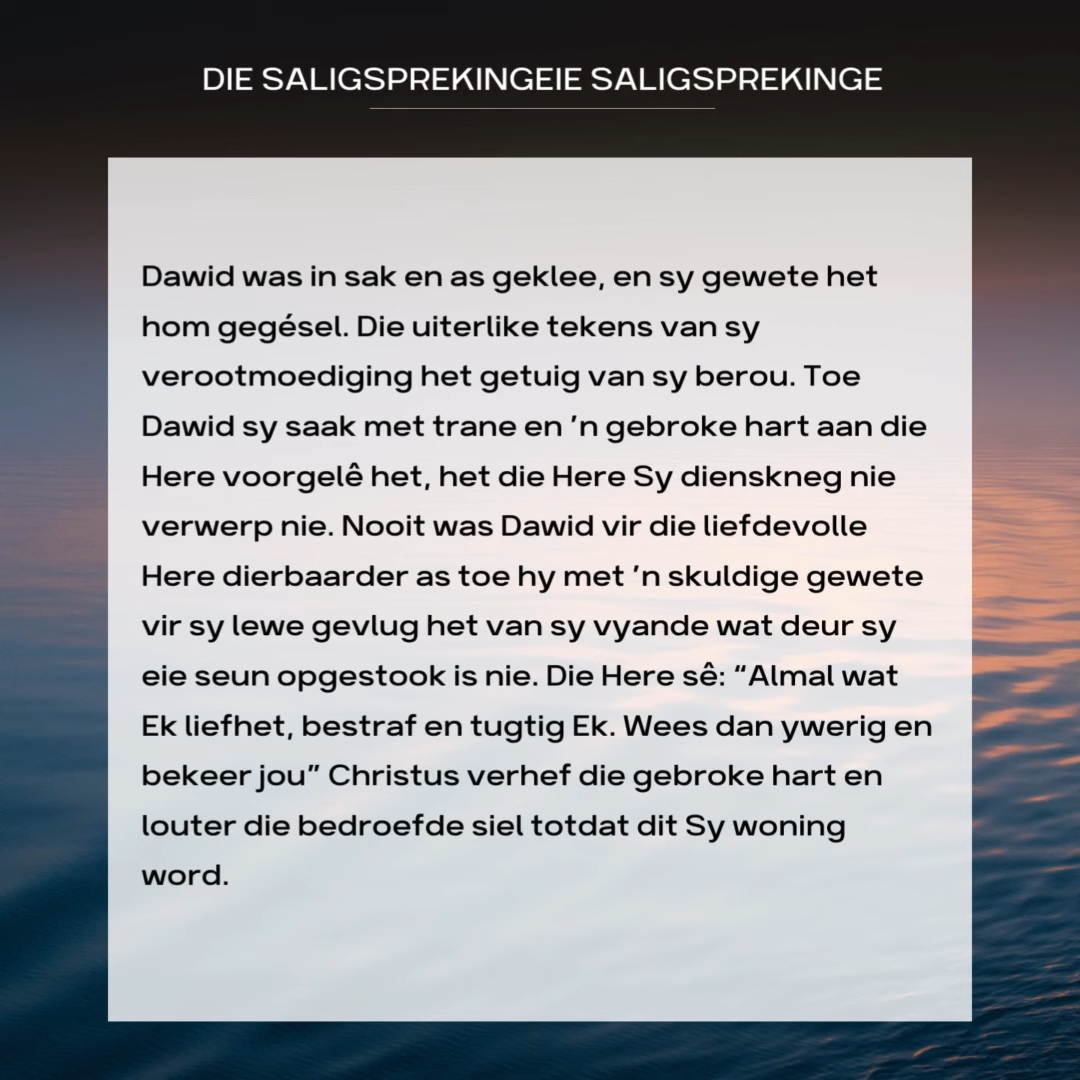 DIE SALIGSPREKINGEIE SALIGSPREKINGE
Dawid was in sak en as geklee, en sy gewete het
hom gegésel. Die uiterlike tekens van sy
verootmoediging het getuig van sy berou. Toe
Dawid sy saak met trane en ’n gebroke hart aan die
Here voorgelê het, het die Here Sy dienskneg nie
verwerp nie. Nooit was Dawid vir die liefdevolle
Here dierbaarder as toe hy met ’n skuldige gewete
vir sy lewe gevlug het van sy vyande wat deur sy
eie seun opgestook is nie. Die Here sê: “Almal wat
Ek liefhet, bestraf en tugtig Ek. Wees dan ywerig en
bekeer jou” Christus verhef die gebroke hart en
louter die bedroefde siel totdat dit Sy woning
word.